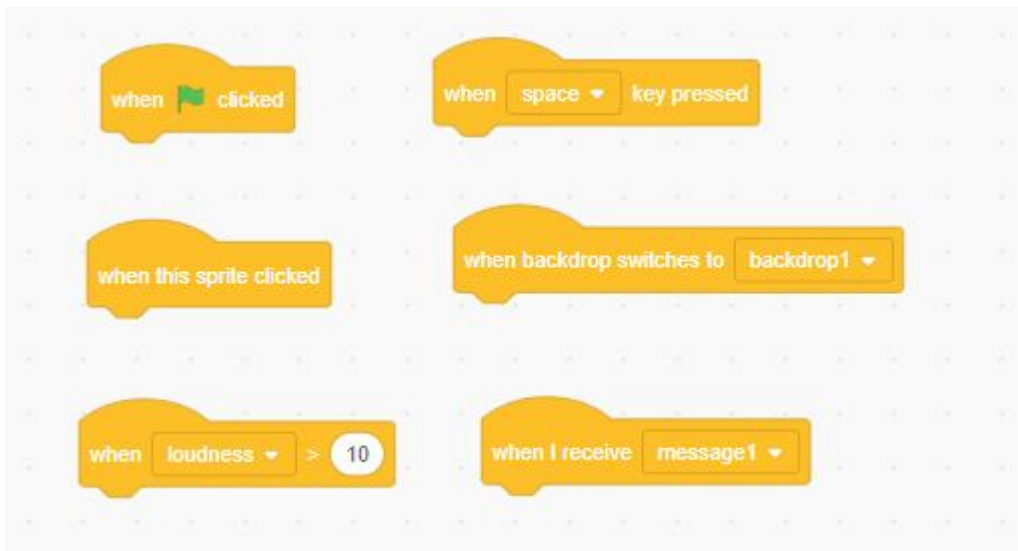 when clicked
when space key pressed
when this sprite clicked
when backdrop switches to backdrop1
when loudness > 10
when I receive message1